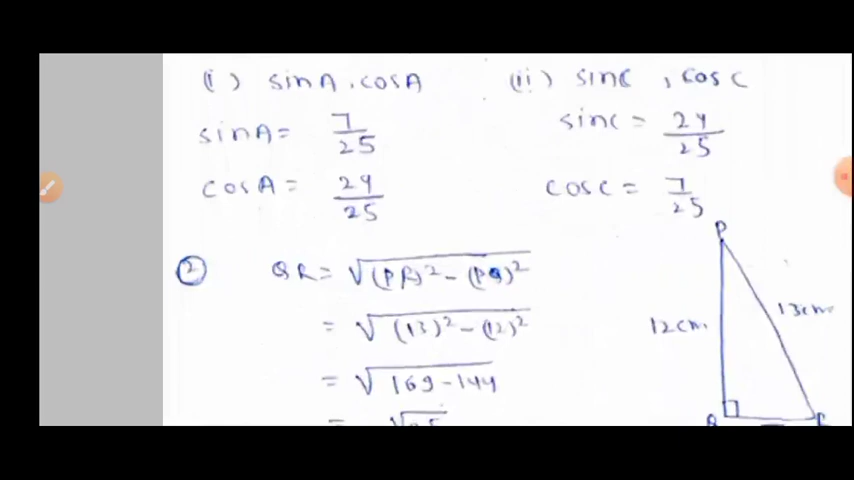 (i) sinA, cosA
(ii) sinC, cosC
sinA = 7/25
sinC = 24/25
cosA = 24/25
cosC = 7/25
② QR = √(PR)² - (PQ)²
= √(13)² - (12)²
= √169 - 144
= √25
P
12cm
13cm
Q
R